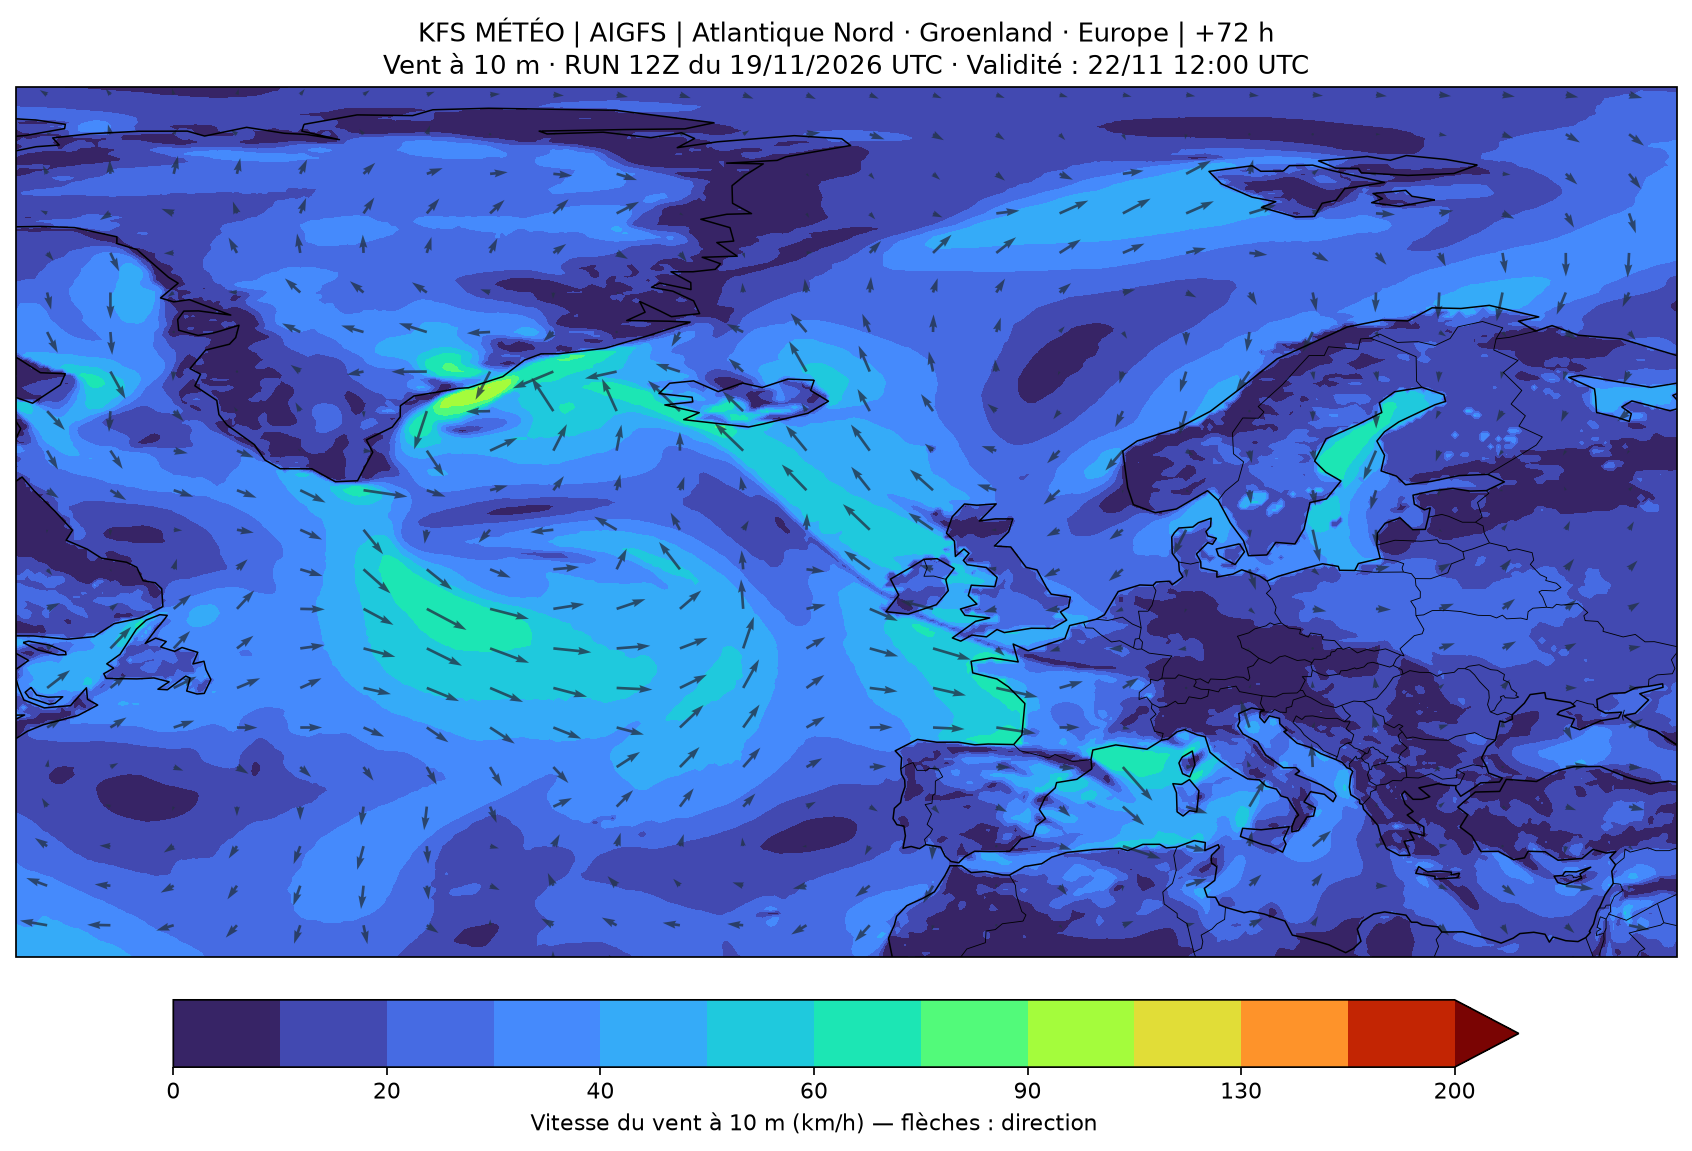 KFS MÉTÉO | AIGFS | Atlantique Nord · Groenland · Europe | +72 h
Vent à 10 m · RUN 12Z du 19/11/2026 UTC · Validité : 22/11 12:00 UTC
0 20 40 60 90 130 200
Vitesse du vent à 10 m (km/h) — flèches : direction